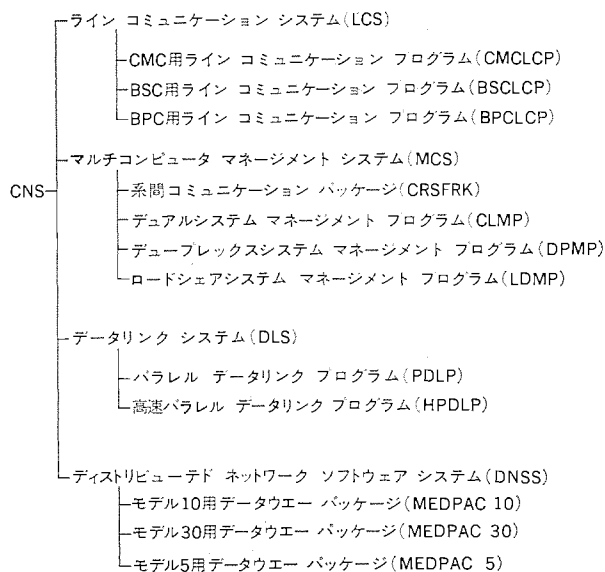 ライン コミュニケーション システム(LCS)
CMC用ライン コミュニケーション プログラム(CMCLCP)
BSC用ライン コミュニケーション プログラム(BSCLCP)
BPC用ライン コミュニケーション プログラム(BPCLCP)
マルチコンピュータ マネージメント システム(MCS)
CNS
系間コミュニケーション パッケージ(CRSFRK)
デュアルシステム マネージメント プログラム(CLMP)
デュープレックスシステム マネージメント プログラム(DPMP)
ロードシェアシステム マネージメント プログラム(LDMP)
データリンク システム(DLS)
パラレル データリンク プログラム(PDLP)
高速パラレル データリンク プログラム(HPDLP)
ディストリビューテド ネットワーク ソフトウェア システム(DNSS)
モデル10用データウエー パッケージ(MEDPAC 10)
モデル30用データウエー パッケージ(MEDPAC 30)
モデル5用データウエー パッケージ(MEDPAC 5)